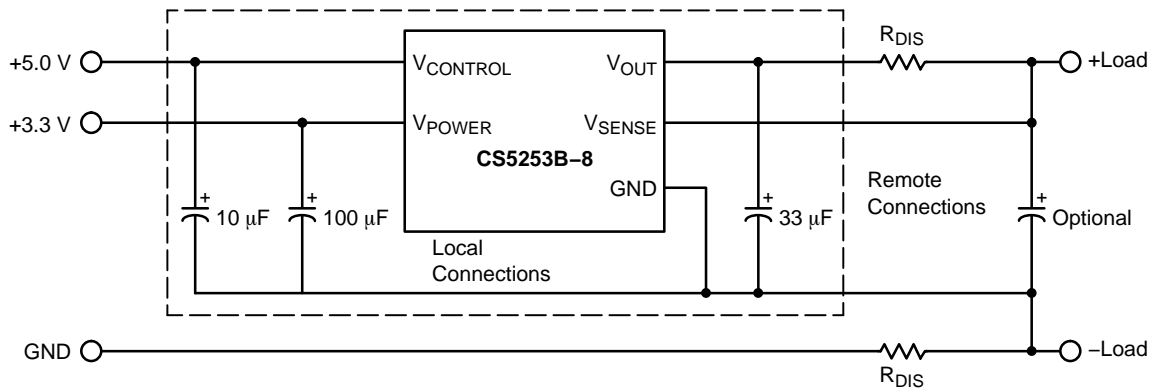 +5.0 V
+3.3 V
GND
V_CONTROL
V_POWER
V_OUT
V_SENSE
CS5253B−8
GND
+
10 μF
+
100 μF
Local
Connections
+
33 μF
Remote
Connections
R_DIS
+Load
+
Optional
−Load
R_DIS